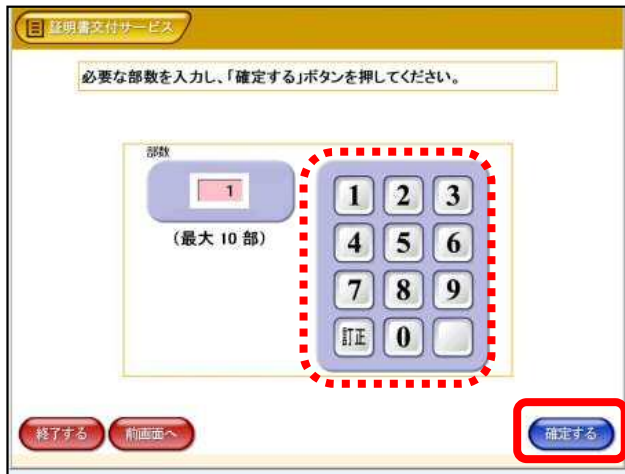 証明書交付サービス
必要な部数を入力し、「確定する」ボタンを押してください。
部数
1
(最大 10 部)
1 2 3
4 5 6
7 8 9
訂正 0
終了する 前画面へ 確定する